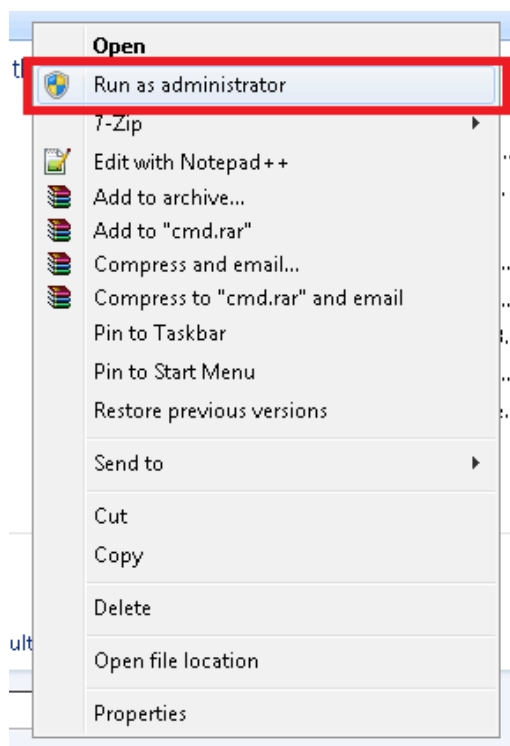 Open
Run as administrator
7-Zip
Edit with Notepad++
Add to archive...
Add to "cmd.rar"
Compress and email...
Compress to "cmd.rar" and email
Pin to Taskbar
Pin to Start Menu
Restore previous versions
Send to
Cut
Copy
Delete
Open file location
Properties